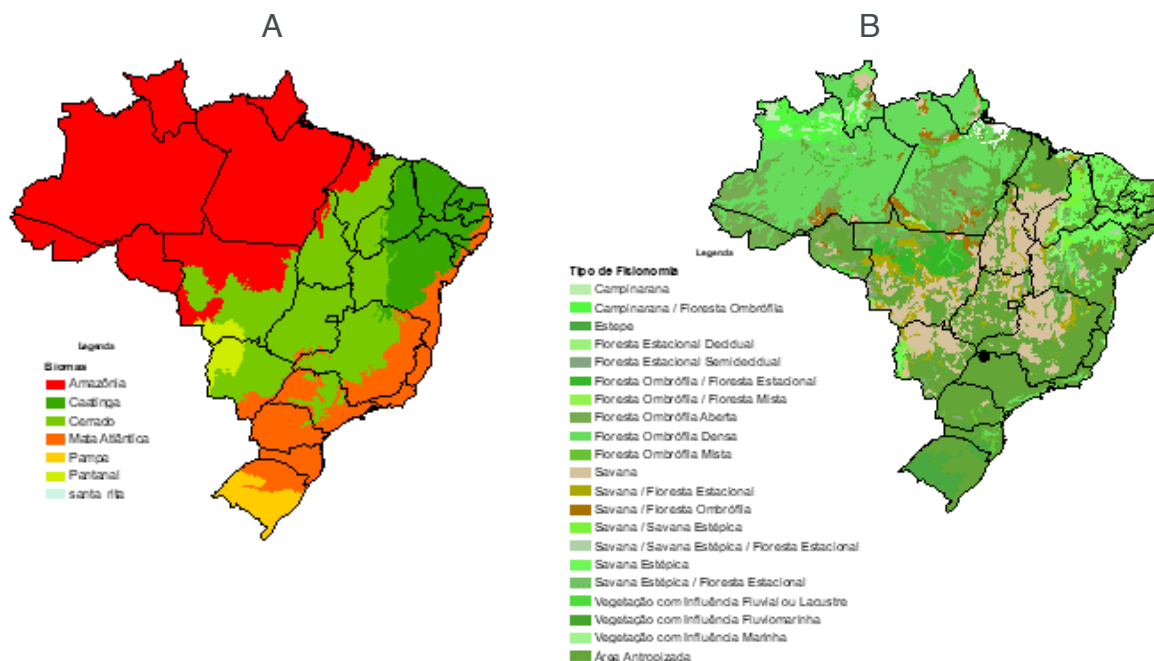 A
B
Legenda
Biomas
Amazônia
Caatinga
Cerrado
Mata Atlântica
Pampa
Pantanal
santa rita
Legenda
Tipo de Fisionomia
Campinarana
Campinarana / Floresta Ombrófila
Estepe
Floresta Estacional Decidual
Floresta Estacional Semidecidual
Floresta Ombrófila / Floresta Estacional
Floresta Ombrófila / Floresta Mista
Floresta Ombrófila Aberta
Floresta Ombrófila Densa
Floresta Ombrófila Mista
Savana
Savana / Floresta Estacional
Savana / Floresta Ombrófila
Savana / Savana Estépica
Savana / Savana Estépica / Floresta Estacional
Savana Estépica
Savana Estépica / Floresta Estacional
Vegetação com Influência Fluvial ou Lacustre
Vegetação com Influência Fluviomarinha
Vegetação com Influência Marinha
Área Antropizada